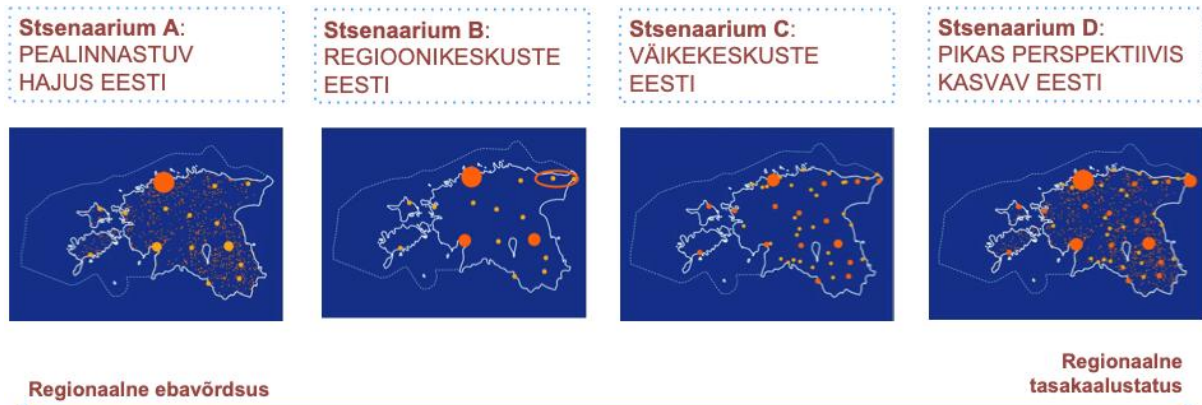 Stsenaarium A:
PEALINNASTUV
HAJUS EESTI
Stsenaarium B:
REGIOONIKESKUSTE
EESTI
Stsenaarium C:
VÄIKEKESKUSTE
EESTI
Stsenaarium D:
PIKAS PERSPEKTIIVIS
KASVAV EESTI
Regionaalne ebavõrdsus
Regionaalne
tasakaalustatus